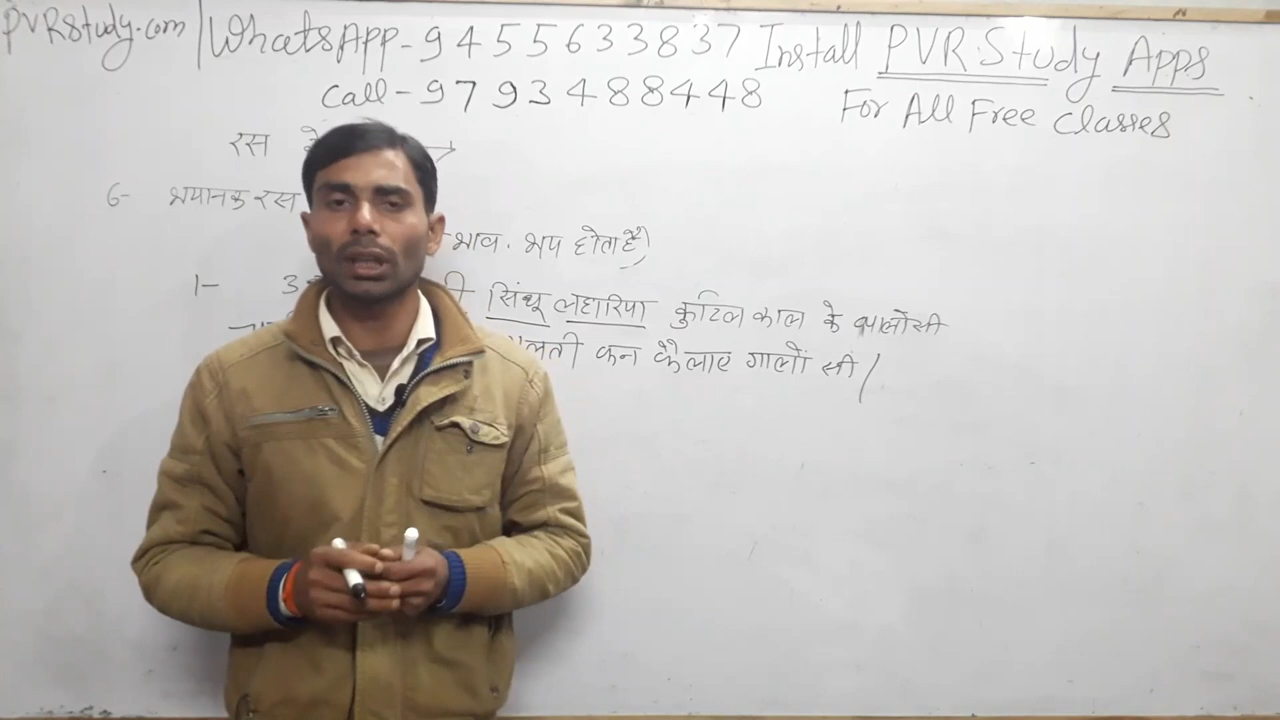 PVRStudy.com | WhatsApp-9455633837 Install PVR Study Apps
Call-9793488448 For All Free Classes
रस
6- भयानक रस
भाव. भय होता है)
1- सिंधू लहारिया कुटिल काल के जालोंसी
लती फन फैलाए गालों सी/